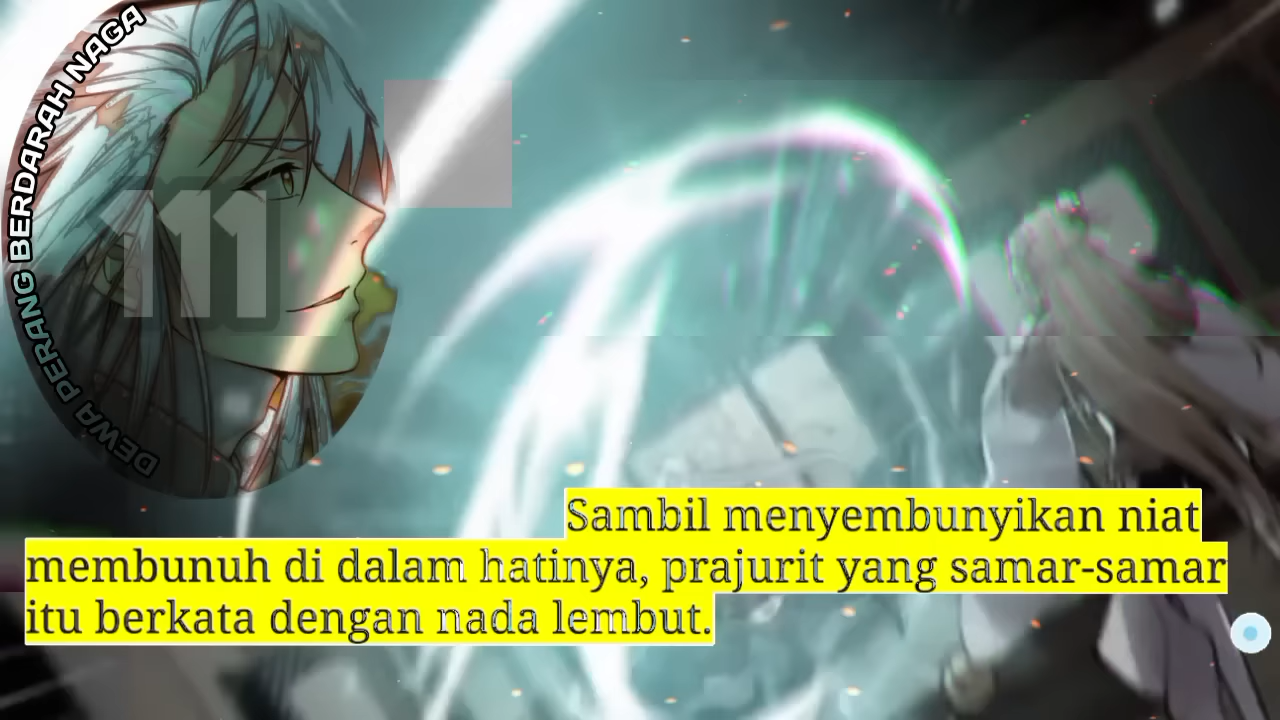 DEWA PERANG BERDARAH NAGA
111
Sambil menyembunyikan niat
membunuh di dalam hatinya, prajurit yang samar-samar
itu berkata dengan nada lembut.